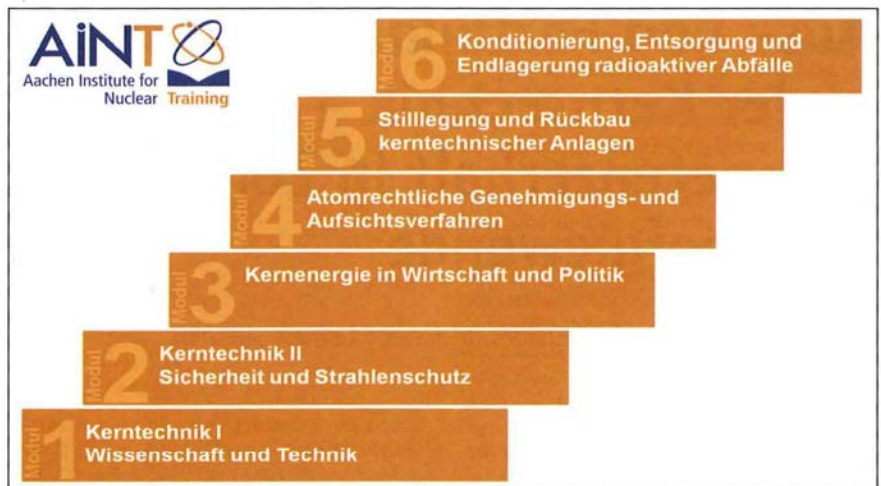 AiNT
Aachen Institute for
Nuclear Training
Modul 6
Konditionierung, Entsorgung und
Endlagerung radioaktiver Abfälle
Modul 5
Stilllegung und Rückbau
kerntechnischer Anlagen
Modul 4
Atomrechtliche Genehmigungs- und
Aufsichtsverfahren
Modul 3
Kernenergie in Wirtschaft und Politik
Modul 2
Kerntechnik II
Sicherheit und Strahlenschutz
Modul 1
Kerntechnik I
Wissenschaft und Technik